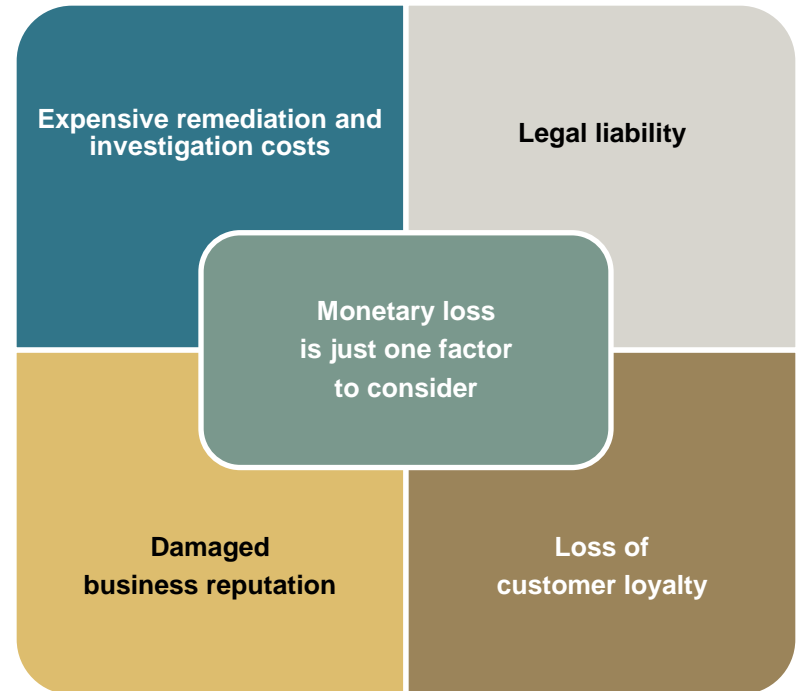 Expensive remediation and
investigation costs
Legal liability
Monetary loss
is just one factor
to consider
Damaged
business reputation
Loss of
customer loyalty